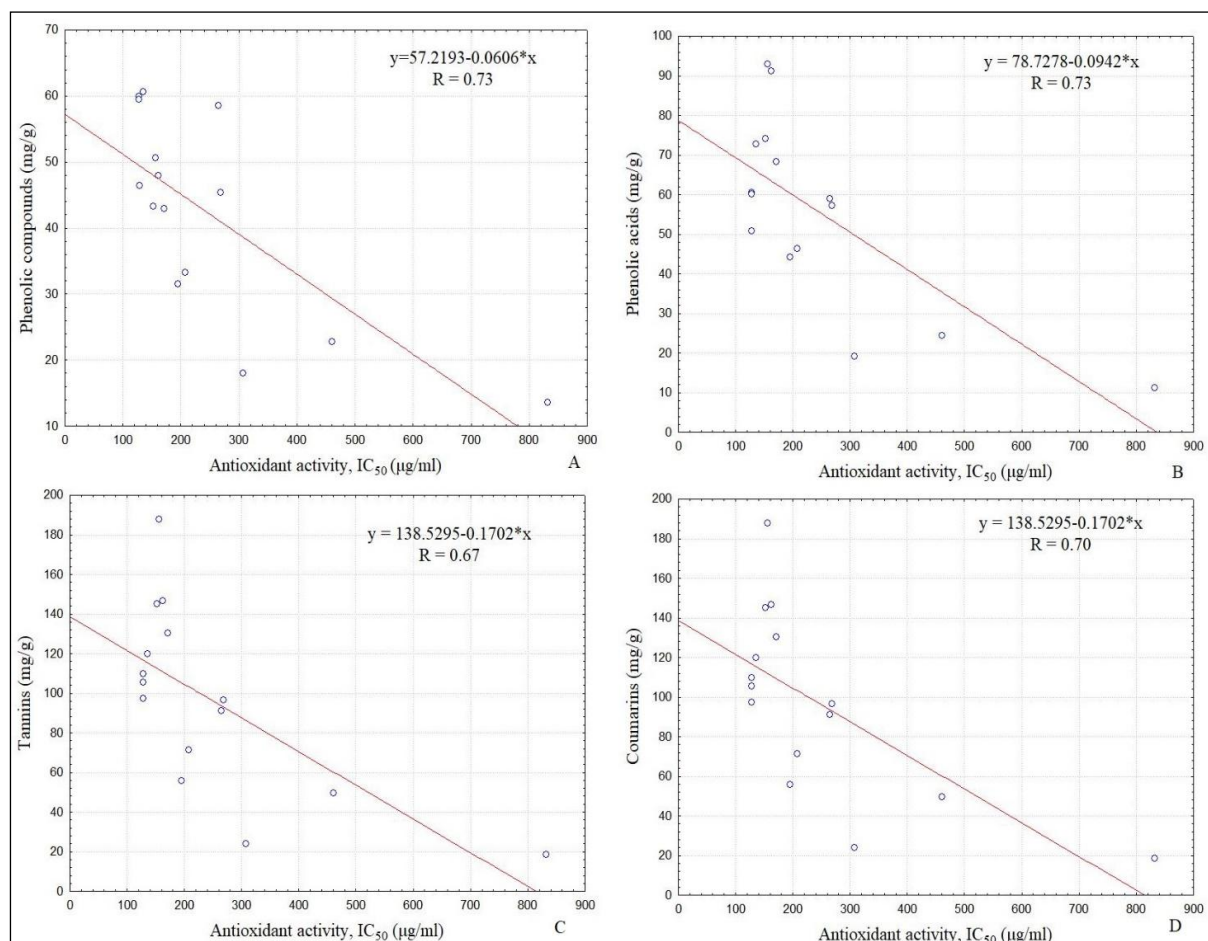 70
60
50
40
30
20
10
Phenolic compounds (mg/g)
y=57.2193-0.0606*x
R = 0.73
0 100 200 300 400 500 600 700 800 900
Antioxidant activity, IC50 (µg/ml)
A
100
90
80
70
60
50
40
30
20
10
0
Phenolic acids (mg/g)
y = 78.7278-0.0942*x
R = 0.73
0 100 200 300 400 500 600 700 800 900
Antioxidant activity, IC50 (µg/ml)
B
200
180
160
140
120
100
80
60
40
20
0
Tannins (mg/g)
y = 138.5295-0.1702*x
R = 0.67
0 100 200 300 400 500 600 700 800 900
Antioxidant activity, IC50 (µg/ml)
C
200
180
160
140
120
100
80
60
40
20
0
Coumarins (mg/g)
y = 138.5295-0.1702*x
R = 0.70
0 100 200 300 400 500 600 700 800 900
Antioxidant activity, IC50 (µg/ml)
D